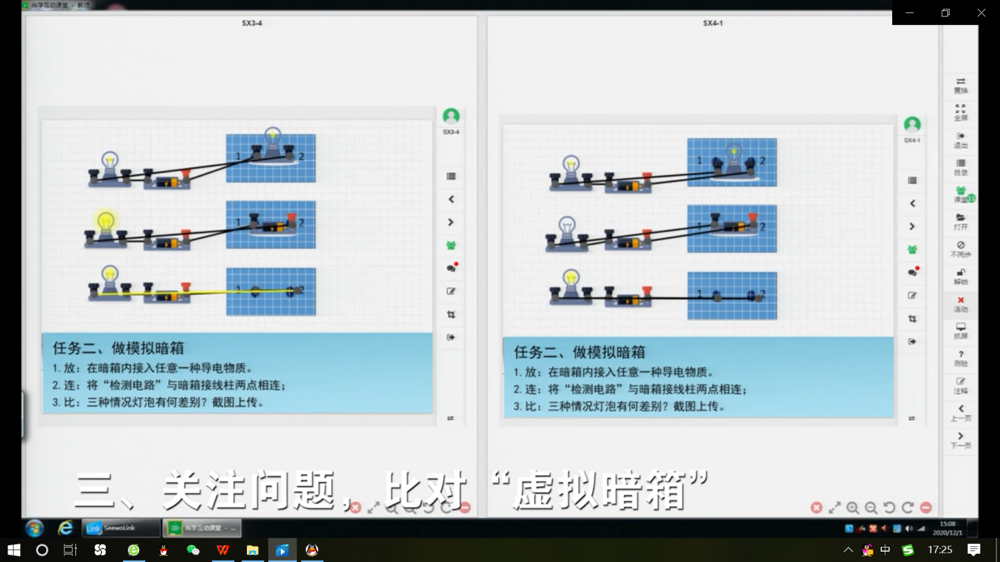 尚学互动课堂 - 教师
SX3-4
SX4-1
SX3-4
1
2
1
2
1
2
任务二、做模拟暗箱
1. 放：在暗箱内接入任意一种导电物质。
2. 连：将“检测电路”与暗箱接线柱两点相连；
3. 比：三种情况灯泡有何差别？截图上传。
SX4-1
1
2
1
2
1
2
任务二、做模拟暗箱
1. 放：在暗箱内接入任意一种导电物质。
2. 连：将“检测电路”与暗箱接线柱两点相连；
3. 比：三种情况灯泡有何差别？截图上传。
置换
全屏
退出
目录
课堂
13
打开
不同步
解锁
活动
抓屏
测验
注释
上一页
下一页
三、关注问题，比对“虚拟暗箱”
Link SeewoLink
尚学互动课堂 - ...
15:08
2020/12/1
中
17:25